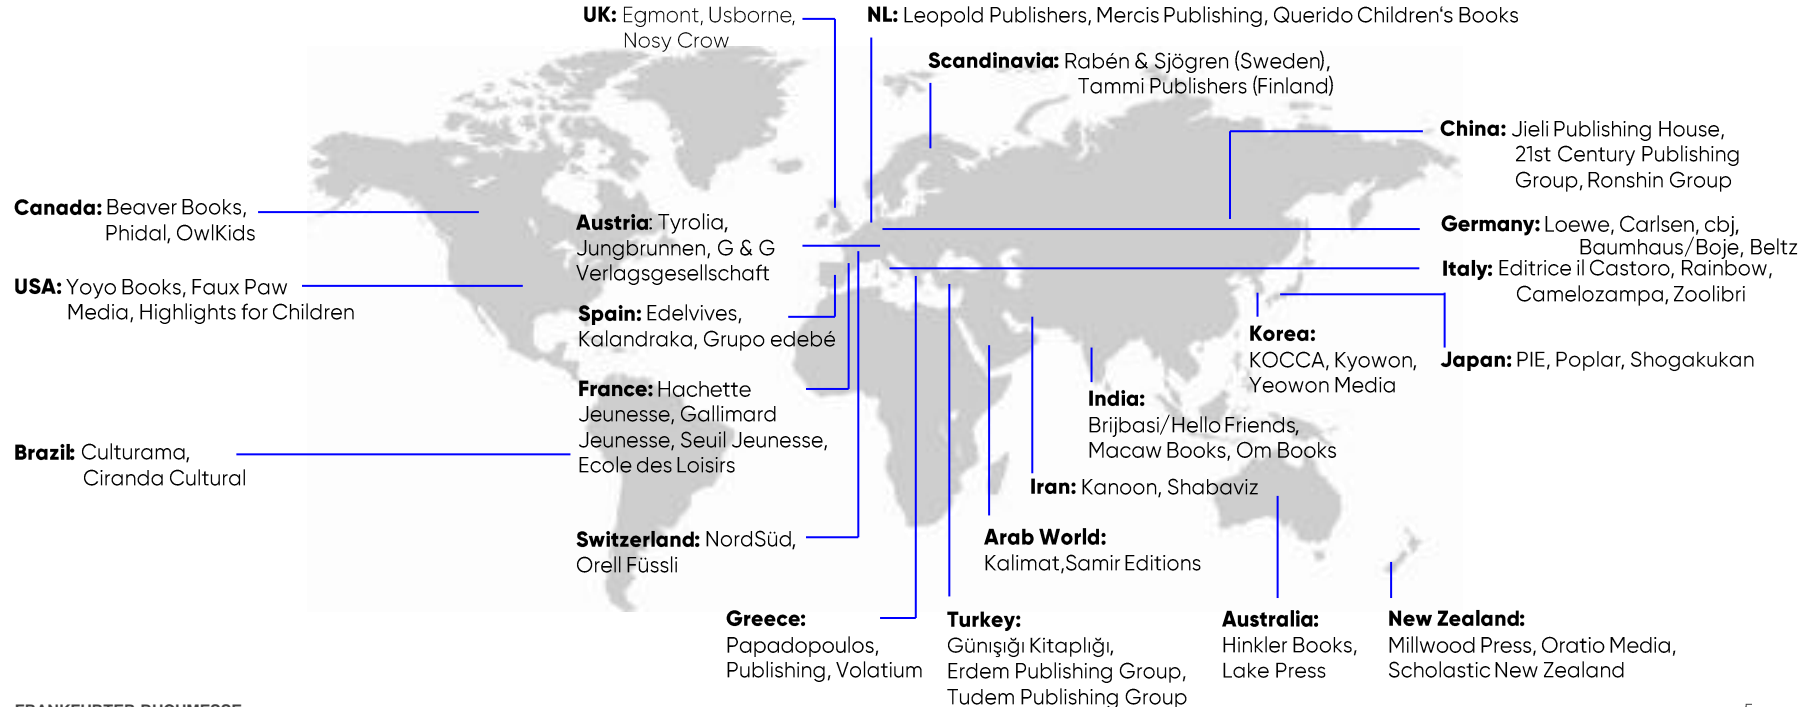 UK: Egmont, Usborne,
Nosy Crow
NL: Leopold Publishers, Mercis Publishing, Querido Children‘s Books
Scandinavia: Rabén & Sjögren (Sweden),
Tammi Publishers (Finland)
China: Jieli Publishing House,
21st Century Publishing
Group, Ronshin Group
Canada: Beaver Books,
Phidal, OwlKids
Austria: Tyrolia,
Jungbrunnen, G & G
Verlagsgesellschaft
Germany: Loewe, Carlsen, cbj,
Baumhaus/Boje, Beltz
Italy: Editrice il Castoro, Rainbow,
Camelozampa, Zoolibri
USA: Yoyo Books, Faux Paw
Media, Highlights for Children
Spain: Edelvives,
Kalandraka, Grupo edebé
Korea:
KOCCA, Kyowon,
Yeowon Media
Japan: PIE, Poplar, Shogakukan
France: Hachette
Jeunesse, Gallimard
Jeunesse, Seuil Jeunesse,
Ecole des Loisirs
India:
Brijbasi/Hello Friends,
Macaw Books, Om Books
Brazil: Culturama,
Ciranda Cultural
Iran: Kanoon, Shabaviz
Switzerland: NordSüd,
Orell Füssli
Arab World:
Kalimat,Samir Editions
Greece:
Papadopoulos,
Publishing, Volatium
Turkey:
Günışığı Kitaplığı,
Erdem Publishing Group,
Tudem Publishing Group
Australia:
Hinkler Books,
Lake Press
New Zealand:
Millwood Press, Oratio Media,
Scholastic New Zealand
FRANKFURTER BUCHMESSE
5